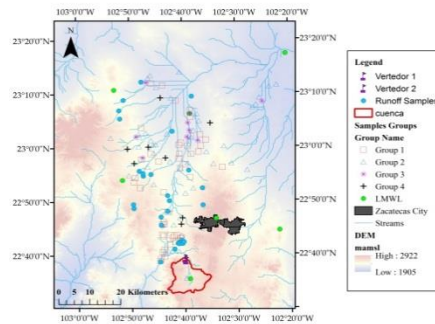 103°0'0"W 102°50'0"W 102°40'0"W 102°30'0"W 102°20'0"W
23°20'0"N
23°10'0"N
23°0'0"N
22°50'0"N
22°40'0"N
23°20'0"N
23°10'0"N
23°0'0"N
22°50'0"N
22°40'0"N
N
0 5 10 20 Kilometers
103°0'0"W 102°50'0"W 102°40'0"W 102°30'0"W 102°20'0"W
Legend
Vertedor 1
Vertedor 2
Runoff Samples
cuenca
Samples Groups
Group Name
Group 1
Group 2
Group 3
Group 4
LMWL
Zacatecas City
Streams
DEM
mamsl
High : 2922
Low : 1905